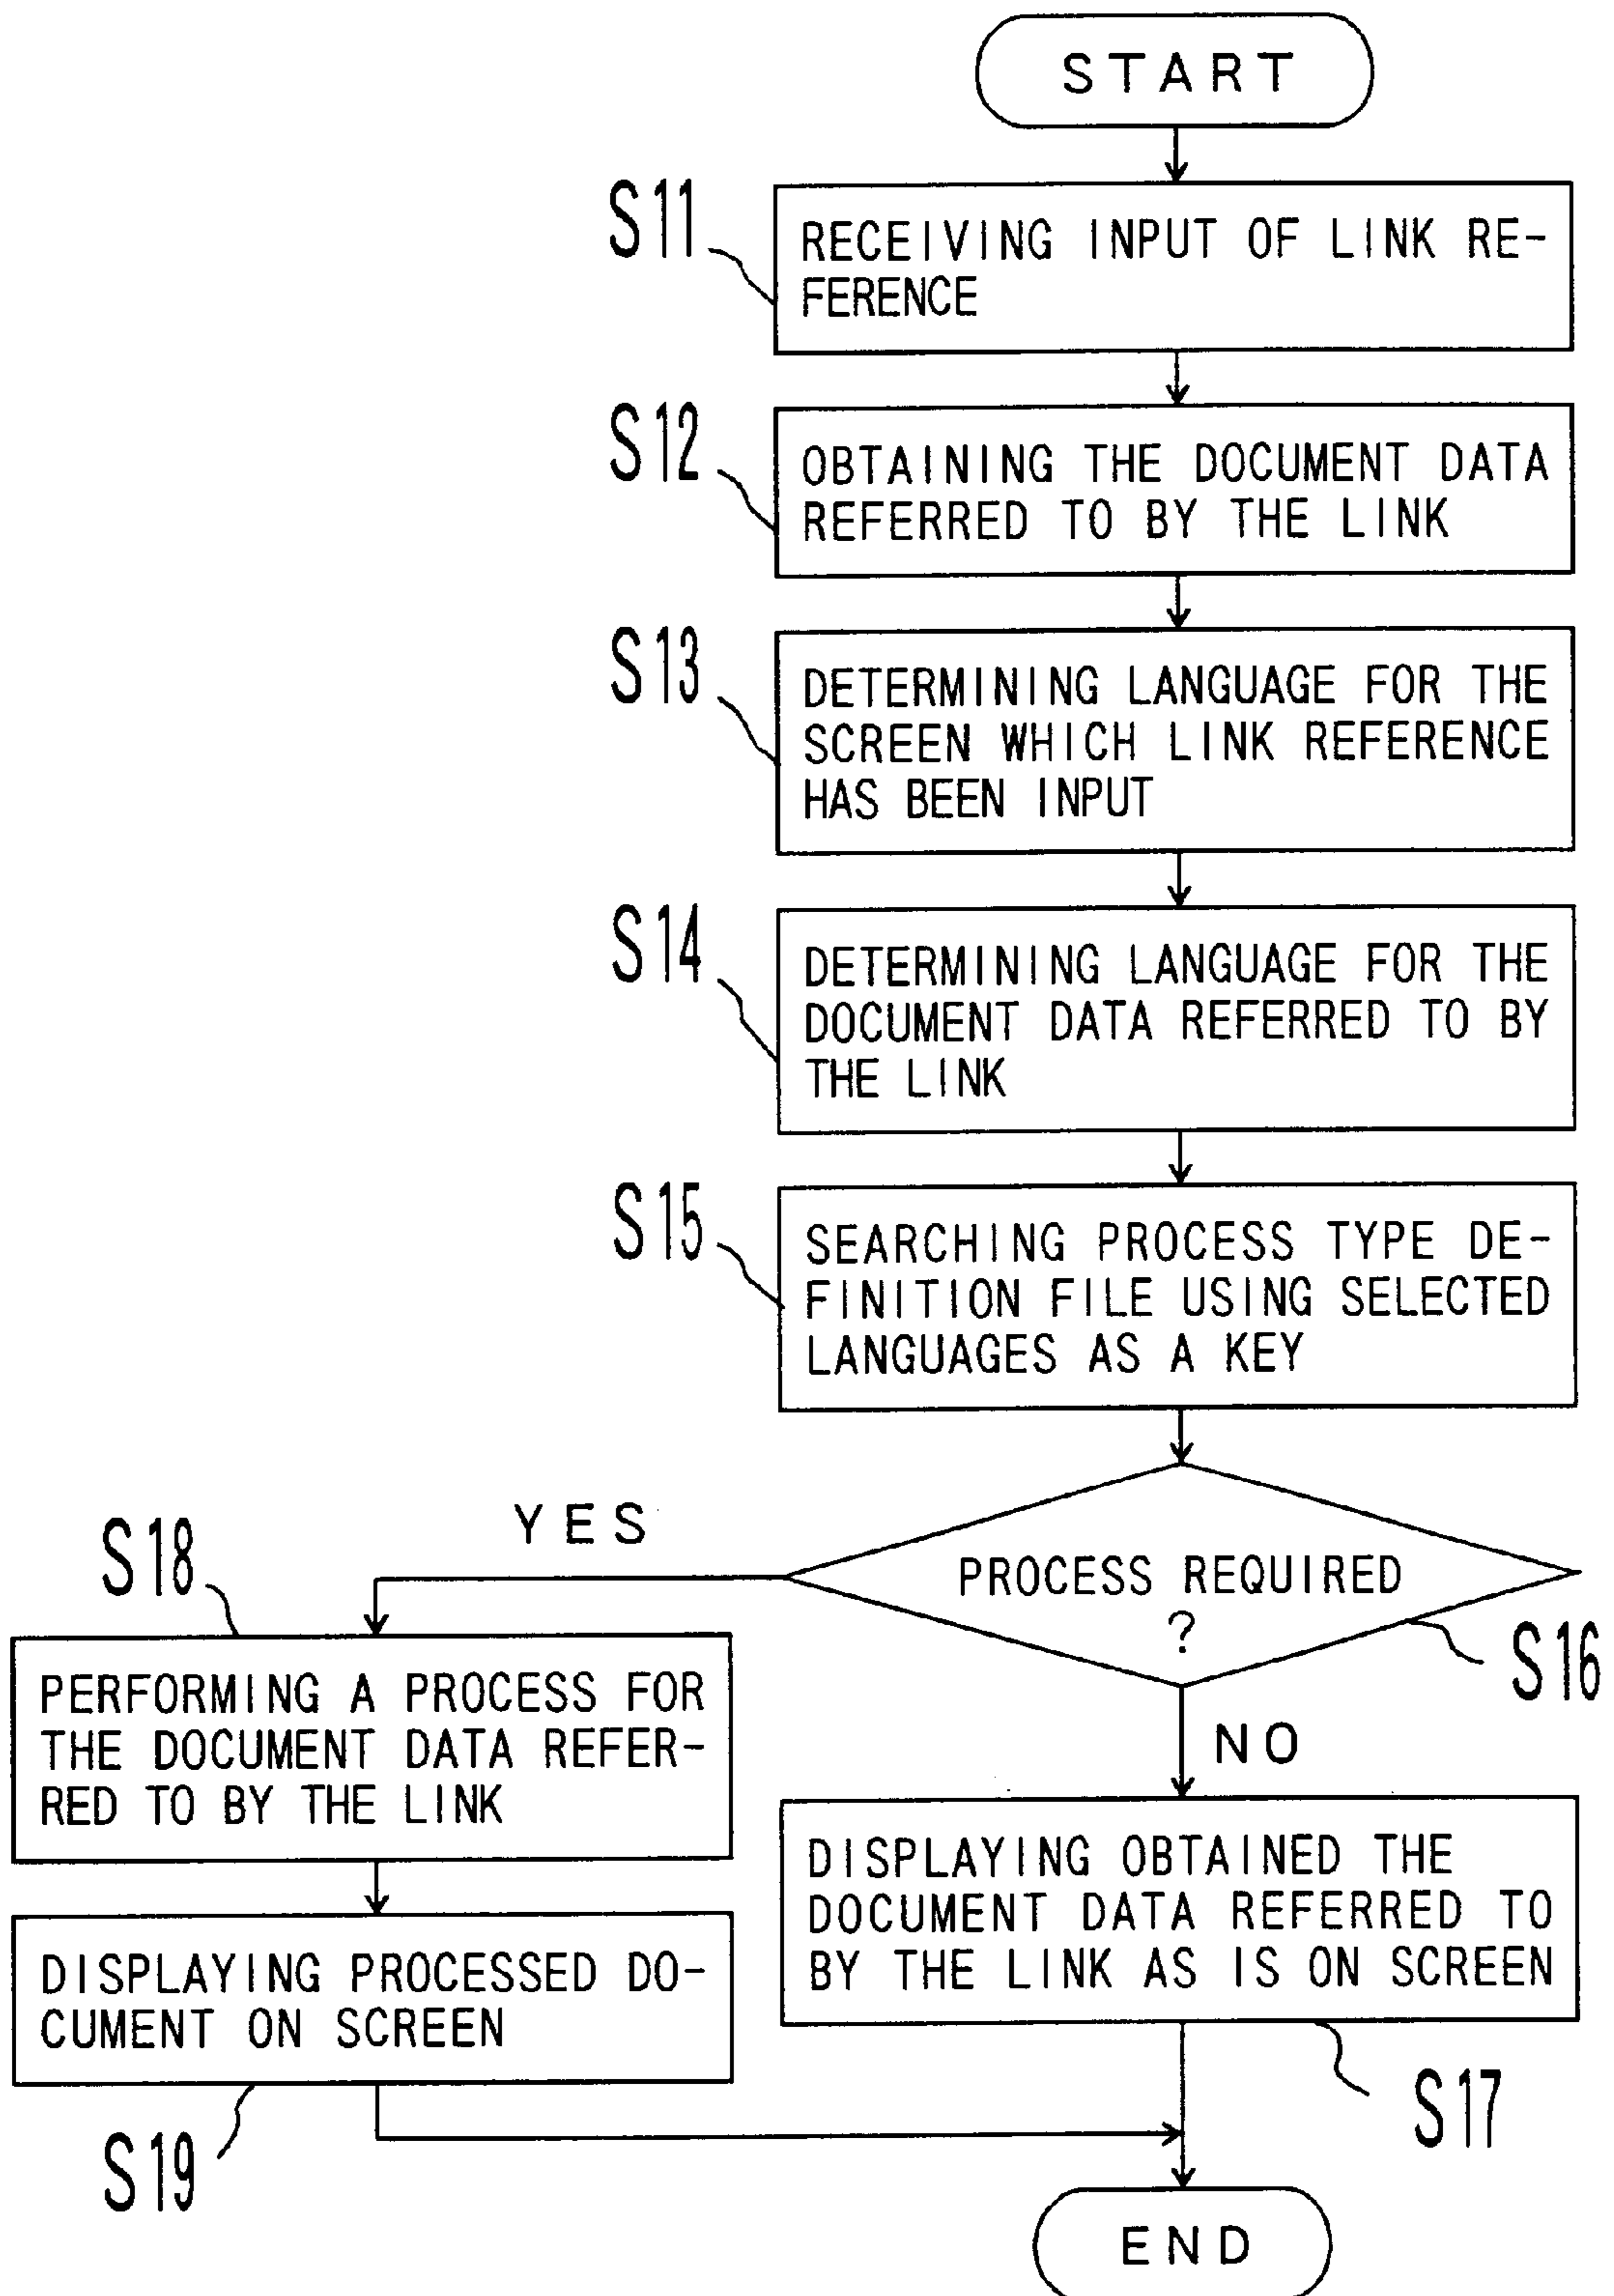 START
S11
RECEIVING INPUT OF LINK RE-
FERENCE
S12
OBTAINING THE DOCUMENT DATA
REFERRED TO BY THE LINK
S13
DETERMINING LANGUAGE FOR THE
SCREEN WHICH LINK REFERENCE
HAS BEEN INPUT
S14
DETERMINING LANGUAGE FOR THE
DOCUMENT DATA REFERRED TO BY
THE LINK
S15
SEARCHING PROCESS TYPE DE-
FINITION FILE USING SELECTED
LANGUAGES AS A KEY
YES
PROCESS REQUIRED
?
S16
NO
S18
PERFORMING A PROCESS FOR
THE DOCUMENT DATA REFER-
RED TO BY THE LINK
DISPLAYING PROCESSED DO-
CUMENT ON SCREEN
S19
DISPLAYING OBTAINED THE
DOCUMENT DATA REFERRED TO
BY THE LINK AS IS ON SCREEN
S17
END